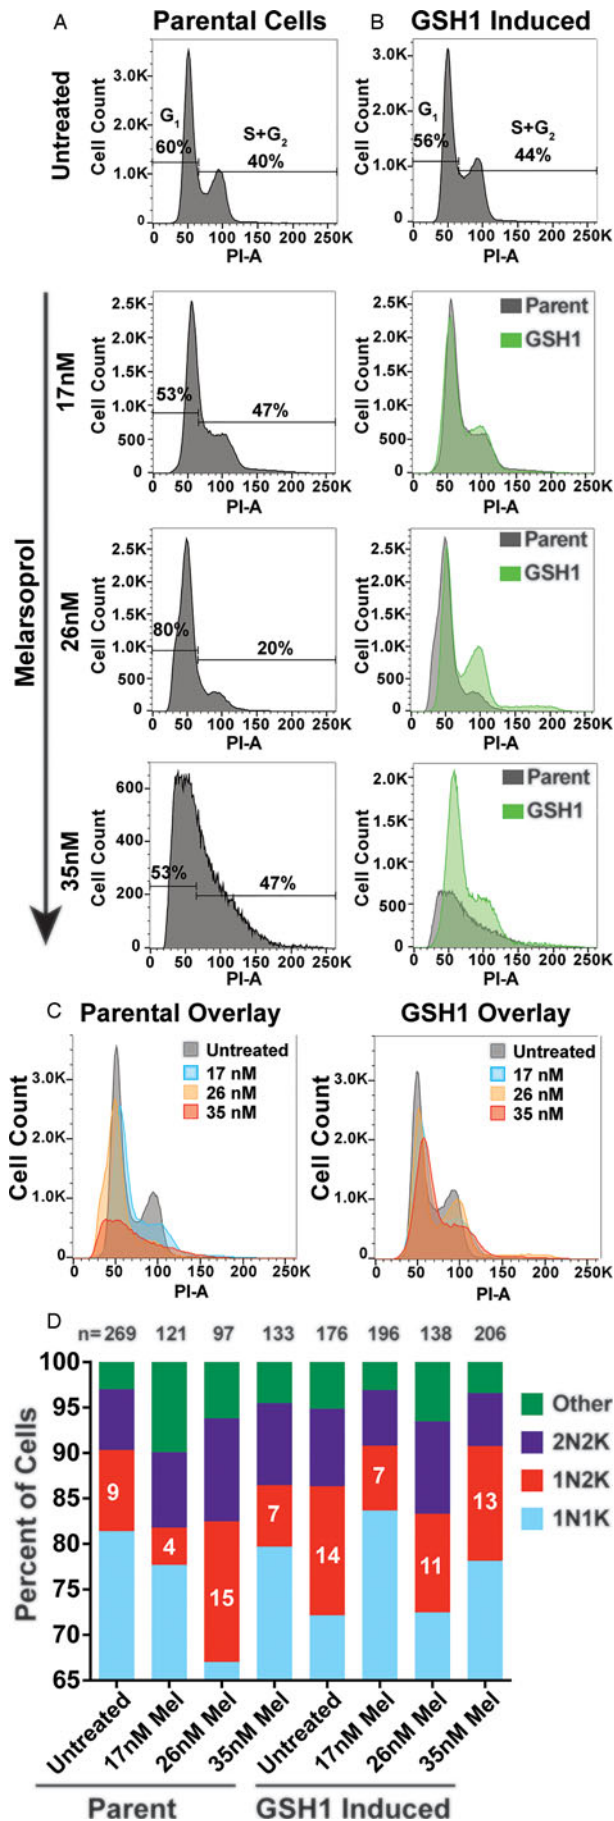 A Parental Cells
B GSH1 Induced
Untreated
Cell Count
3.0K
2.0K
1.0K
0
G1
60%
S+G2
40%
0 50 100 150 200 250K
PI-A
Cell Count
3.0K
2.0K
1.0K
0
G1
56%
S+G2
44%
0 50 100 150 200 250K
PI-A
Melarsoprol
17nM
Cell Count
2.5K
2.0K
1.0K
500
0
53%
47%
0 50 100 150 200 250K
PI-A
Cell Count
2.5K
2.0K
1.0K
500
0
Parent
GSH1
0 50 100 150 200 250K
PI-A
26nM
Cell Count
2.5K
2.0K
1.0K
500
0
80%
20%
0 50 100 150 200 250K
PI-A
Cell Count
2.5K
2.0K
1.0K
500
0
Parent
GSH1
0 50 100 150 200 250K
PI-A
35nM
Cell Count
600
400
200
0
53%
47%
0 50 100 150 200 250K
PI-A
Cell Count
2.0K
1.0K
500
0
Parent
GSH1
0 50 100 150 200 250K
PI-A
C Parental Overlay
Cell Count
3.0K
2.0K
1.0K
0
Untreated
17 nM
26 nM
35 nM
0 50 100 150 200 250K
PI-A
GSH1 Overlay
Cell Count
3.0K
2.0K
1.0K
0
Untreated
17 nM
26 nM
35 nM
0 50 100 150 200 250K
PI-A
D
n= 269 121 97 133 176 196 138 206
Percent of Cells
100
95
90
85
80
75
70
65
9
4
15
7
14
7
11
13
Other
2N2K
1N2K
1N1K
Untreated
17nM Mel
26nM Mel
35nM Mel
Untreated
17nM Mel
26nM Mel
35nM Mel
Parent
GSH1 Induced